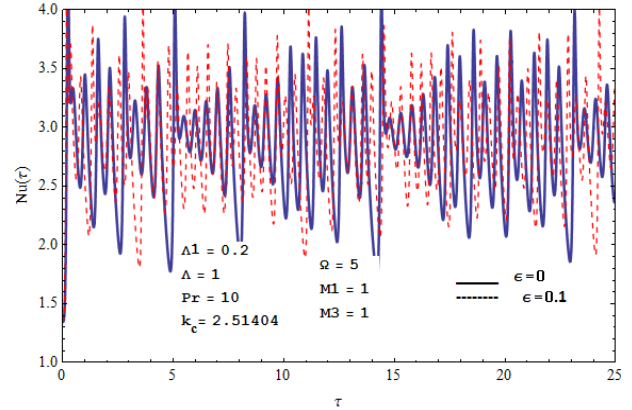 4.0
3.5
3.0
2.5
2.0
1.5
1.0
Nu(τ)
Λ1 = 0.2
Λ = 1
Pr = 10
k_c = 2.51404
Ω = 5
M1 = 1
M3 = 1
ϵ=0
ϵ=0.1
0 5 10 15 20 25
τ